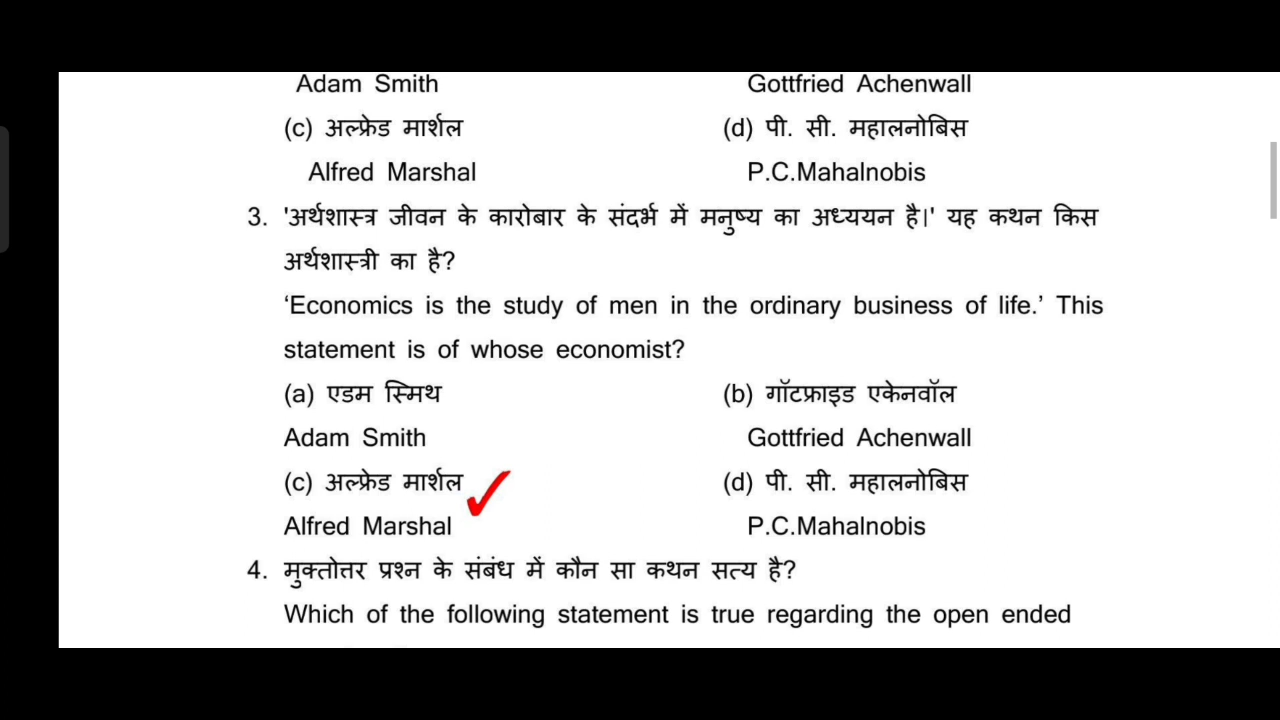 Adam Smith Gottfried Achenwall
(c) अल्फ्रेड मार्शल (d) पी. सी. महालनोबिस
Alfred Marshal P.C.Mahalnobis
3. 'अर्थशास्त्र जीवन के कारोबार के संदर्भ में मनुष्य का अध्ययन है।' यह कथन किस
अर्थशास्त्री का है?
‘Economics is the study of men in the ordinary business of life.’ This
statement is of whose economist?
(a) एडम स्मिथ (b) गॉटफ्राइड एकेनवॉल
Adam Smith Gottfried Achenwall
(c) अल्फ्रेड मार्शल (d) पी. सी. महालनोबिस
Alfred Marshal P.C.Mahalnobis
4. मुक्तोत्तर प्रश्न के संबंध में कौन सा कथन सत्य है?
Which of the following statement is true regarding the open ended